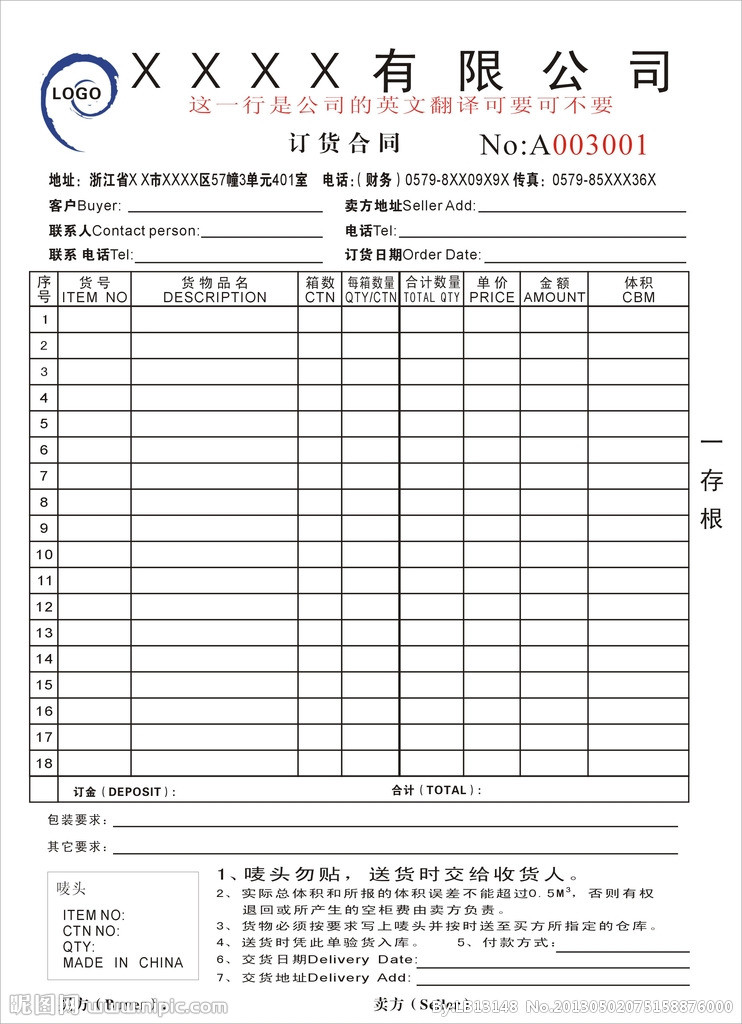 LOGO
XXXX有限公司
这一行是公司的英文翻译可要可不要
订货合同 No:A003001
地址：浙江省X X市XXXX区57幢3单元401室 电话：（财务）0579-8XX09X9X 传真：0579-85XXX36X
客户Buyer: 卖方地址Seller Add:
联系人Contact person: 电话Tel:
联系 电话Tel: 订货日期Order Date:
序号 货号 货物品名 箱数 每箱数量 合计数量 单价 金额 体积
ITEM NO DESCRIPTION CTN QTY/CTN TOTAL QTY PRICE AMOUNT CBM
1
2
3
4
5
6
7
8
9
10
11
12
13
14
15
16
17
18
订金（DEPOSIT）： 合计（TOTAL）：
一存根
包装要求：
其它要求：
唛头
ITEM NO:
CTN NO:
QTY:
MADE IN CHINA
1、唛头勿贴，送货时交给收货人。
2、实际总体积和所报的体积误差不能超过0.5M³，否则有权
退回或所产生的空柜费由卖方负责。
3、货物必须按要求写上唛头并按时送至买方所指定的仓库。
4、送货时凭此单验货入库。 5、付款方式：
6、交货日期Delivery Date:
7、交货地址Delivery Add:
买方（Buyer）： 卖方（Seller）
昵图网 www.nipic.com By:LB13148 No.20130502075158876000